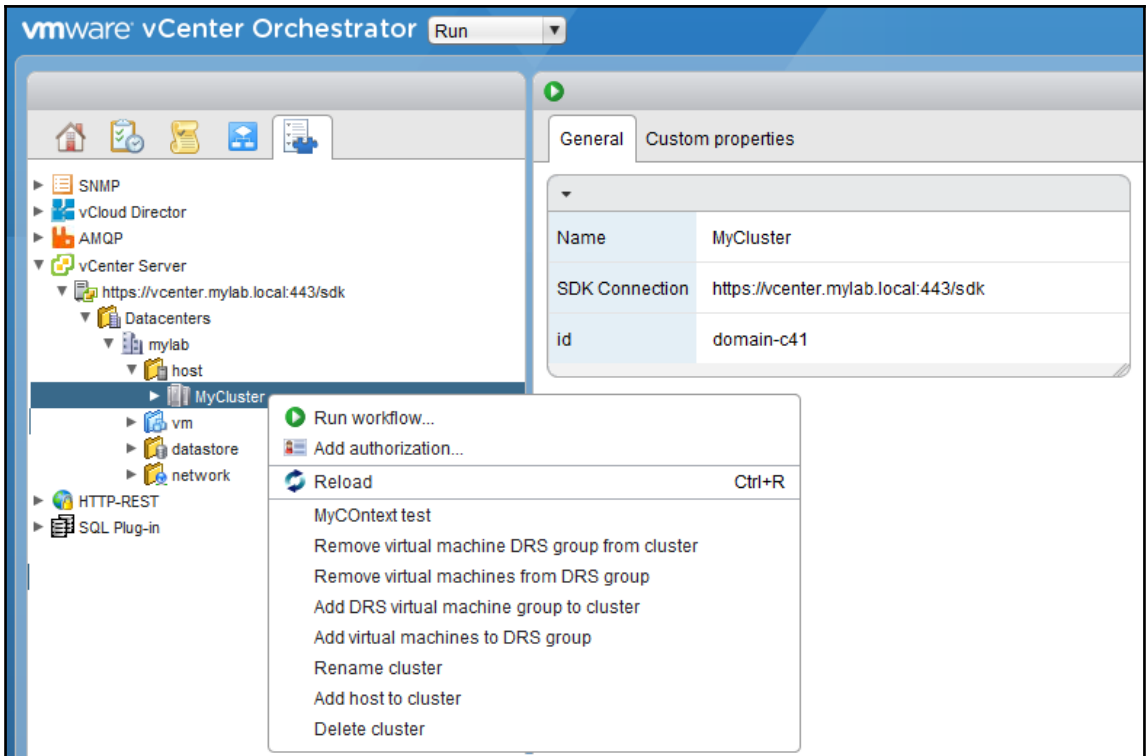 vmware vCenter Orchestrator Run
General Custom properties
SNMP
vCloud Director
AMQP
vCenter Server
https://vcenter.mylab.local:443/sdk
Datacenters
mylab
host
MyCluster
vm
datastore
network
HTTP-REST
SQL Plug-in
Name MyCluster
SDK Connection https://vcenter.mylab.local:443/sdk
id domain-c41
Run workflow...
Add authorization...
Reload Ctrl+R
MyCOntext test
Remove virtual machine DRS group from cluster
Remove virtual machines from DRS group
Add DRS virtual machine group to cluster
Add virtual machines to DRS group
Rename cluster
Add host to cluster
Delete cluster